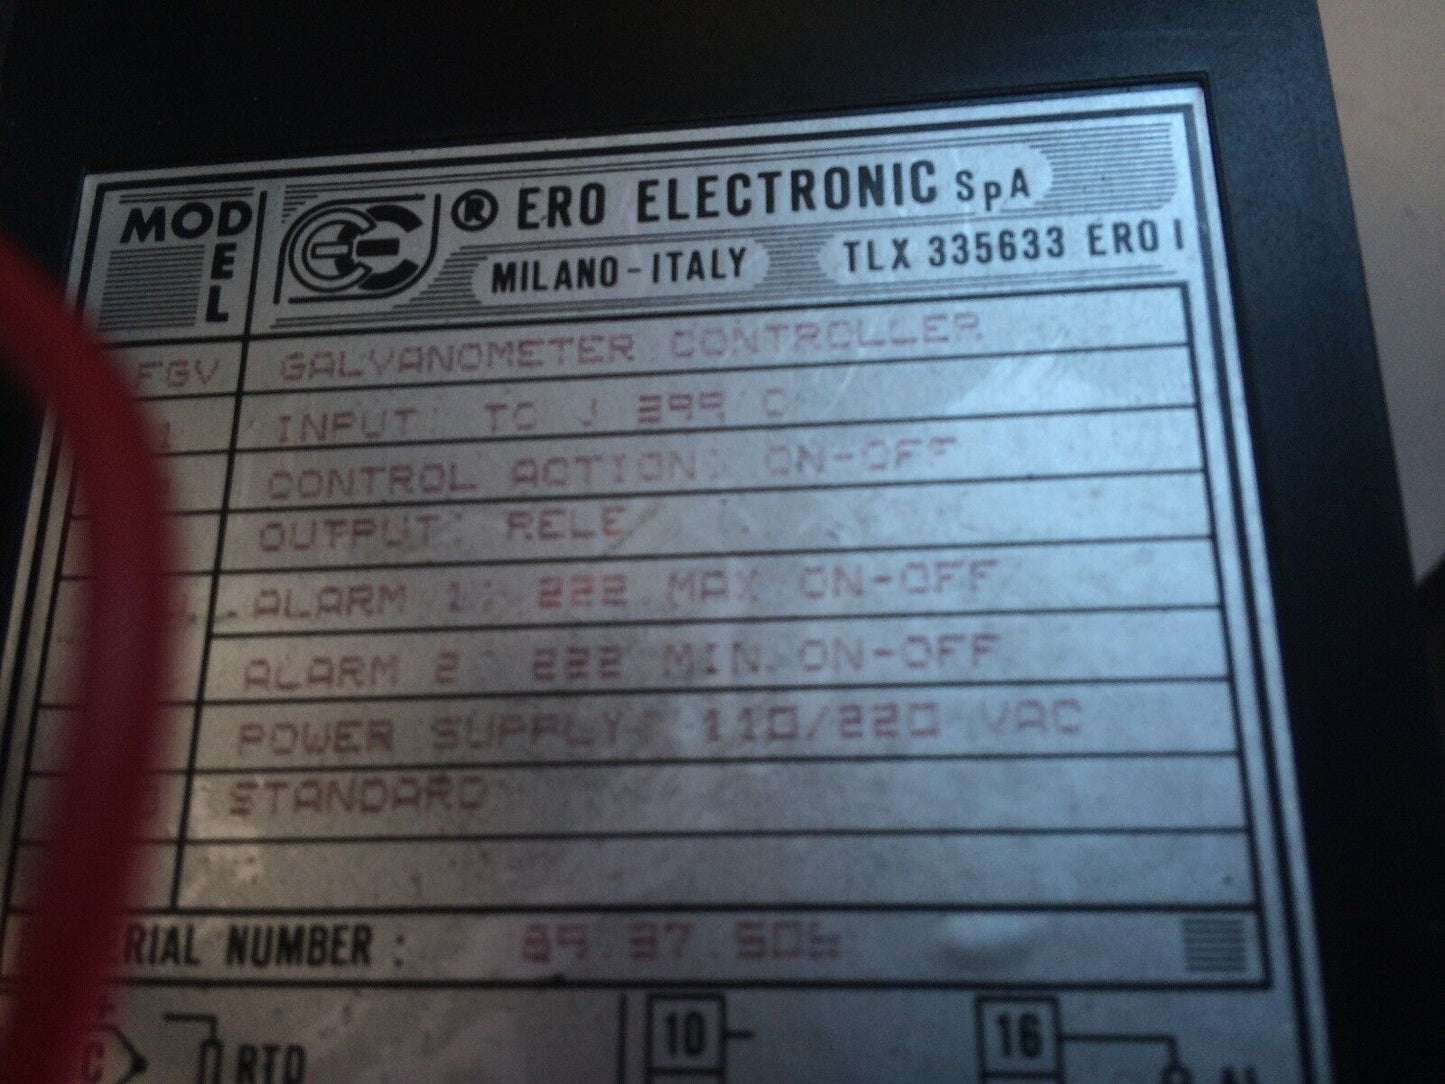 MODEL
® ERO ELECTRONIC SpA
MILANO - ITALY TLX 335633 ERO I
FGV GALVANOMETER CONTROLLER
1 INPUT: TC J 399 C
CONTROL ACTION: ON-OFF
OUTPUT: RELE
ALARM 1: 222 MAX ON-OFF
ALARM 2: 222 MIN. ON-OFF
POWER SUPPLY: 110/220 VAC
STANDARD
RIAL NUMBER : 89 37 506
C RTD 10 16 N